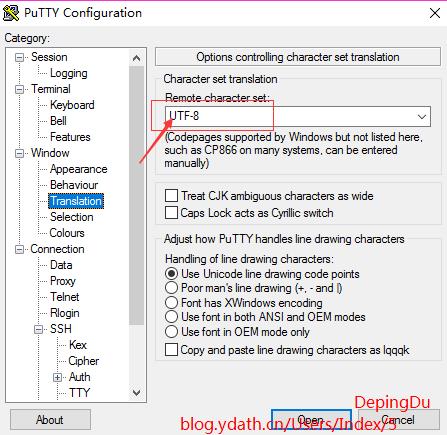 PuTTY Configuration
Category:
Session
Logging
Terminal
Keyboard
Bell
Features
Window
Appearance
Behaviour
Translation
Selection
Colours
Connection
Data
Proxy
Telnet
Rlogin
SSH
Kex
Cipher
Auth
TTY
Options controlling character set translation
Character set translation
Remote character set:
UTF-8
(Codepages supported by Windows but not listed here,
such as CP866 on many systems, can be entered
manually)
Treat CJK ambiguous characters as wide
Caps Lock acts as Cyrillic switch
Adjust how PuTTY handles line drawing characters
Handling of line drawing characters:
Use Unicode line drawing code points
Poor man's line drawing (+, - and |)
Font has XWindows encoding
Use font in both ANSI and OEM modes
Use font in OEM mode only
Copy and paste line drawing characters as lqqqk
About
Open
Cancel
DepingDu
blog.ydath.cn/Users/Index/5